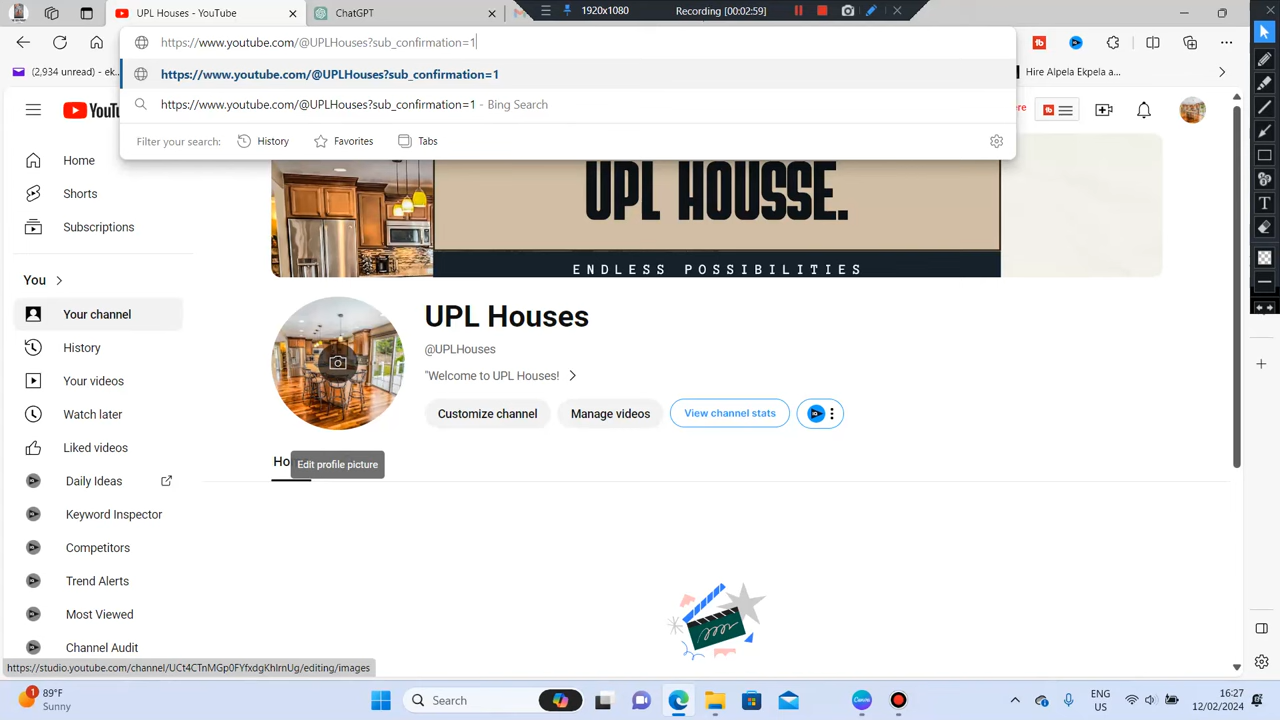 UPL Houses - YouTube
ChatGPT
1920x1080
Recording [00:02:59]
https://www.youtube.com/@UPLHouses?sub_confirmation=1
https://www.youtube.com/@UPLHouses?sub_confirmation=1
https://www.youtube.com/@UPLHouses?sub_confirmation=1 - Bing Search
Filter your search:
History
Favorites
Tabs
(2,934 unread) - ek...
Hire Alpela Ekpela a...
ere
Home
Shorts
Subscriptions
You
Your channel
History
Your videos
Watch later
Liked videos
Daily Ideas
Keyword Inspector
Competitors
Trend Alerts
Most Viewed
Channel Audit
UPL HOUSSE.
ENDLESS POSSIBILITIES
UPL Houses
@UPLHouses
"Welcome to UPL Houses!
Customize channel
Manage videos
View channel stats
Ho
Edit profile picture
https://studio.youtube.com/channel/UCt4CTnMGp0FYfxdgKhIrnUg/editing/images
1
89°F
Sunny
Search
ENG
US
16:27
12/02/2024